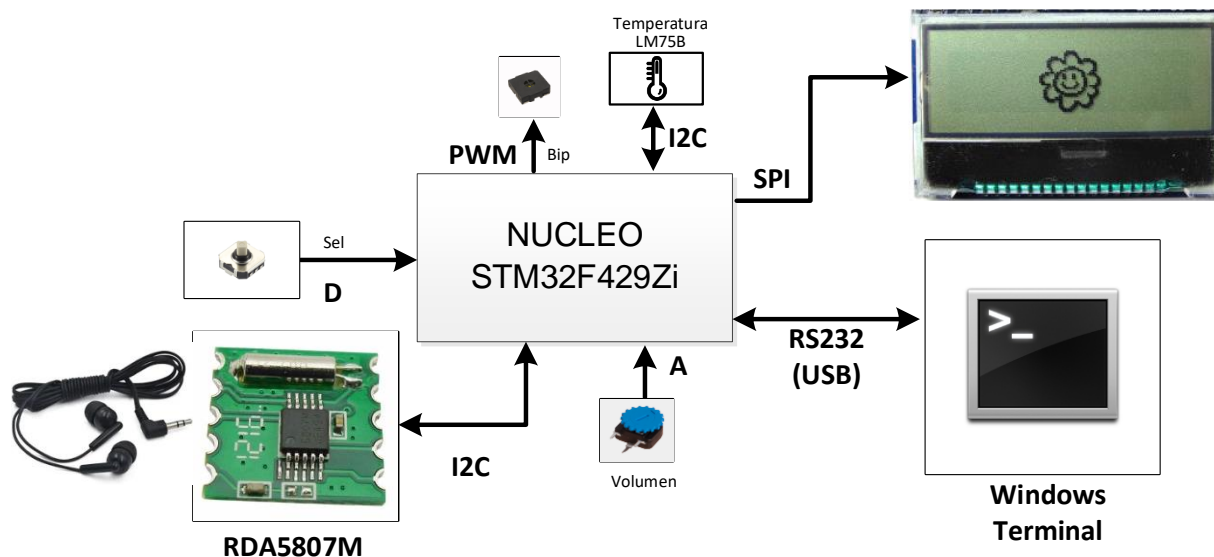 Temperatura
LM75B
PWM
Bip
I2C
SPI
NUCLEO
STM32F429Zi
Sel
D
RS232
(USB)
>_
A
I2C
Volumen
RDA5807M
Windows
Terminal